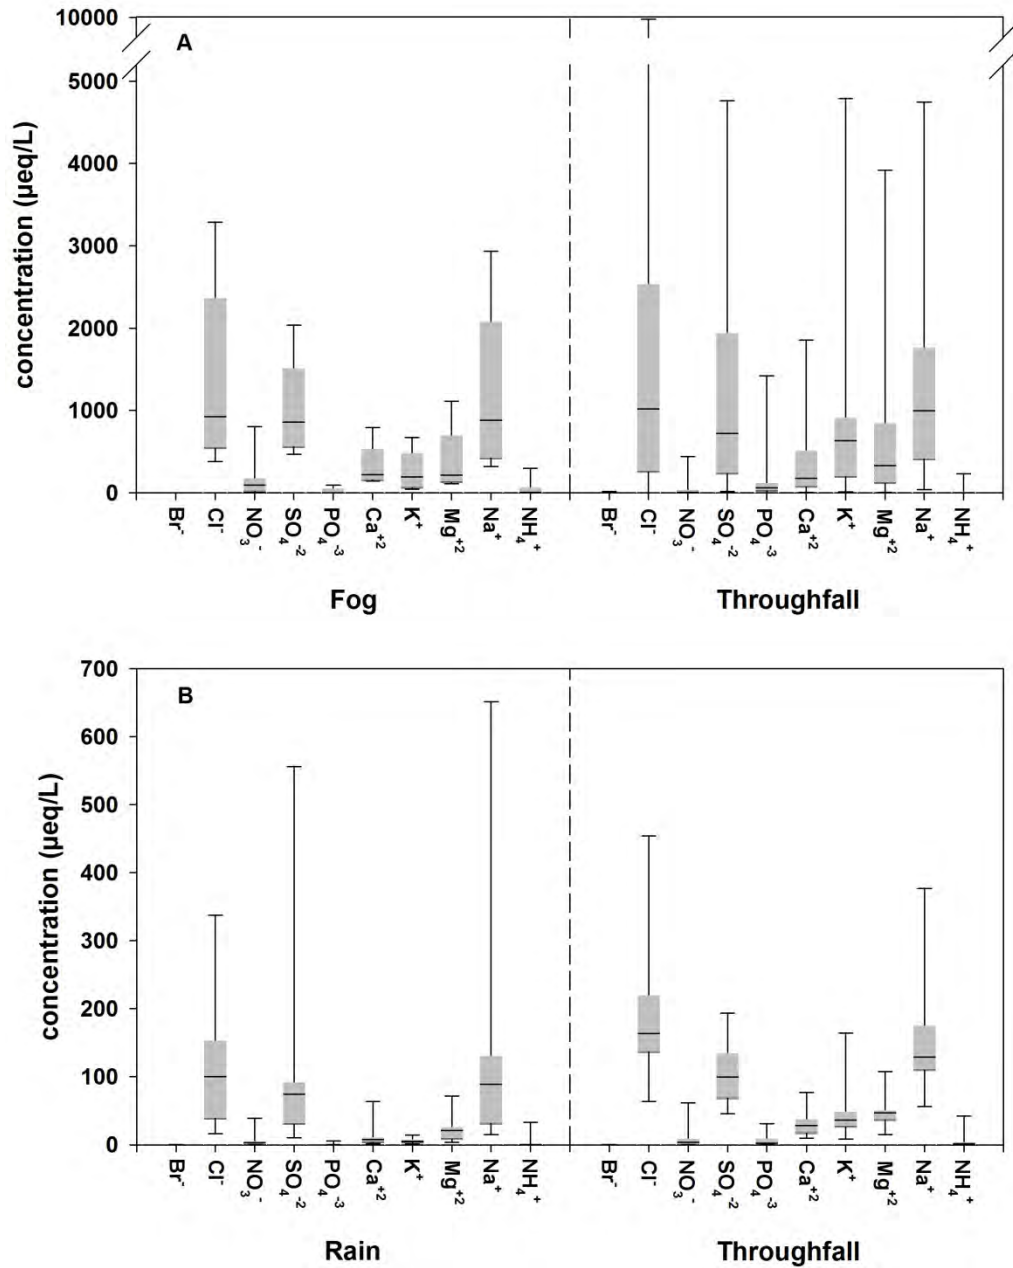 A
10000
5000
4000
3000
2000
1000
0
concentration (µeq/L)
Br⁻ Cl⁻ NO₃⁻ SO₄⁻² PO₄⁻³ Ca⁺² K⁺ Mg⁺² Na⁺ NH₄⁺ Br⁻ Cl⁻ NO₃⁻ SO₄⁻² PO₄⁻³ Ca⁺² K⁺ Mg⁺² Na⁺ NH₄⁺
Fog Throughfall
B
700
600
500
400
300
200
100
0
concentration (µeq/L)
Br⁻ Cl⁻ NO₃⁻ SO₄⁻² PO₄⁻³ Ca⁺² K⁺ Mg⁺² Na⁺ NH₄⁺ Br⁻ Cl⁻ NO₃⁻ SO₄⁻² PO₄⁻³ Ca⁺² K⁺ Mg⁺² Na⁺ NH₄⁺
Rain Throughfall